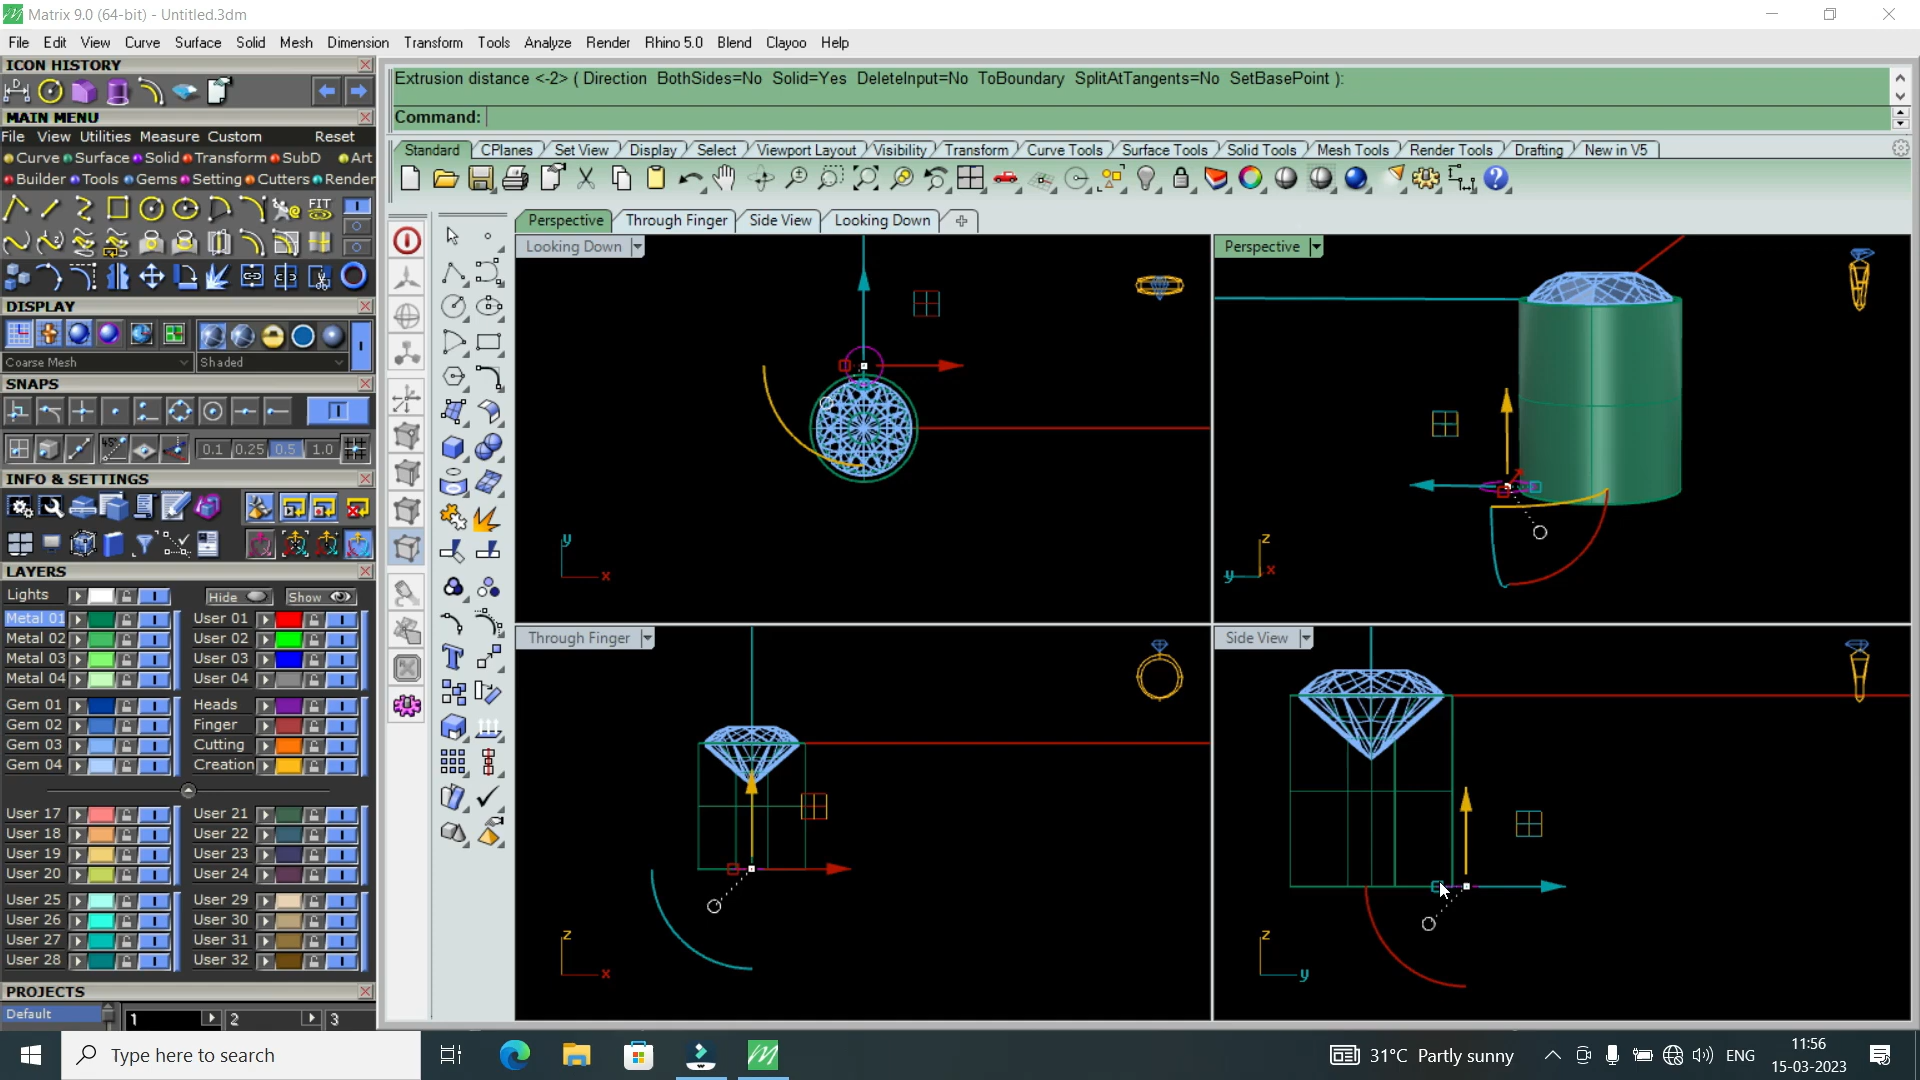 Matrix 9.0 (64-bit) - Untitled.3dm
File Edit View Curve Surface Solid Mesh Dimension Transform Tools Analyze Render Rhino 5.0 Blend Clayoo Help
ICON HISTORY
Extrusion distance <-2> ( Direction BothSides=No Solid=Yes DeleteInput=No ToBoundary SplitAtTangents=No SetBasePoint ):
Command:
MAIN MENU
File View Utilities Measure Custom Reset
Curve Surface Solid Transform SubD Art
Builder Tools Gems Setting Cutters Render
Standard CPlanes Set View Display Select Viewport Layout Visibility Transform Curve Tools Surface Tools Solid Tools Mesh Tools Render Tools Drafting New in V5
FIT
Perspective Through Finger Side View Looking Down
Looking Down
y
x
Perspective
z
y
x
Through Finger
z
x
Side View
z
y
DISPLAY
Coarse Mesh Shaded
SNAPS
45°
0.1 0.25 0.5 1.0
INFO & SETTINGS
LAYERS
Lights Hide Show
Metal 01 User 01
Metal 02 User 02
Metal 03 User 03
Metal 04 User 04
Gem 01 Heads
Gem 02 Finger
Gem 03 Cutting
Gem 04 Creation
User 17 User 21
User 18 User 22
User 19 User 23
User 20 User 24
User 25 User 29
User 26 User 30
User 27 User 31
User 28 User 32
PROJECTS
Default 1 2 3
Type here to search
31°C Partly sunny
ENG
11:56
15-03-2023